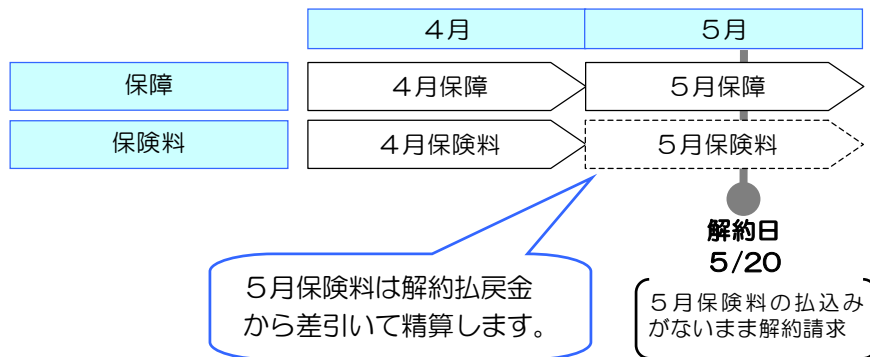 ４月
５月
保障
４月保障
５月保障
保険料
４月保険料
５月保険料
解約日
5/20
５月保険料は解約払戻金
から差引いて精算します。
５月保険料の払込み
がないまま解約請求